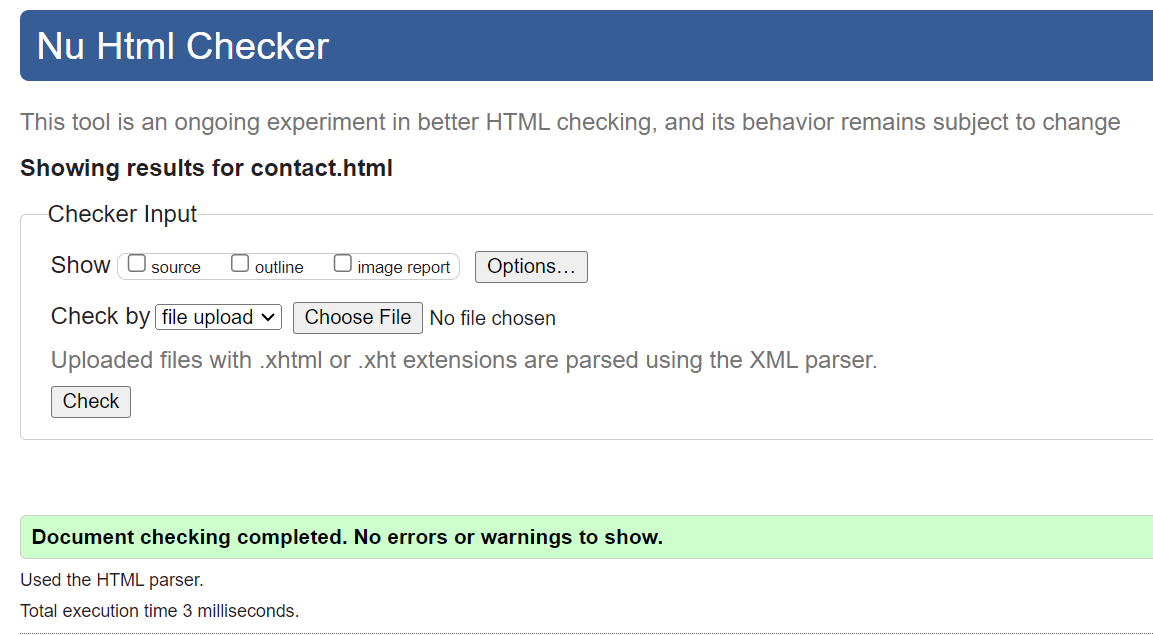 Nu Html Checker
This tool is an ongoing experiment in better HTML checking, and its behavior remains subject to change
Showing results for contact.html
Checker Input
Show source outline image report Options…
Check by file upload Choose File No file chosen
Uploaded files with .xhtml or .xht extensions are parsed using the XML parser.
Check
Document checking completed. No errors or warnings to show.
Used the HTML parser.
Total execution time 3 milliseconds.